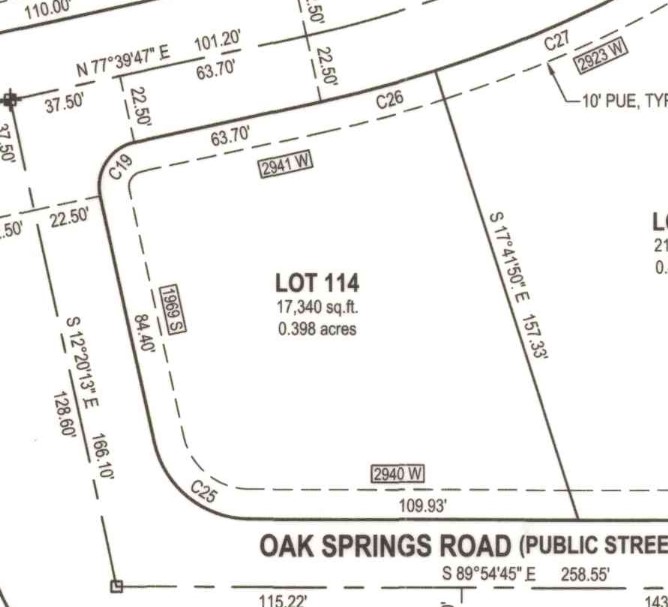 110.00'
.50'
N 77°39'47" E
101.20'
63.70'
C27
2923 W
37.50'
22.50'
22.50'
C26
10' PUE, TYP
37.50'
63.70'
C19
2941 W
.50'
22.50'
S 17°41'50" E 157.33'
LOT 114
17,340 sq.ft.
0.398 acres
21
0.
1969 S
84.40'
S 12°20'13" E
128.60'
166.10'
C25
2940 W
109.93'
OAK SPRINGS ROAD (PUBLIC STREE
S 89°54'45" E 258.55'
115.22'
143